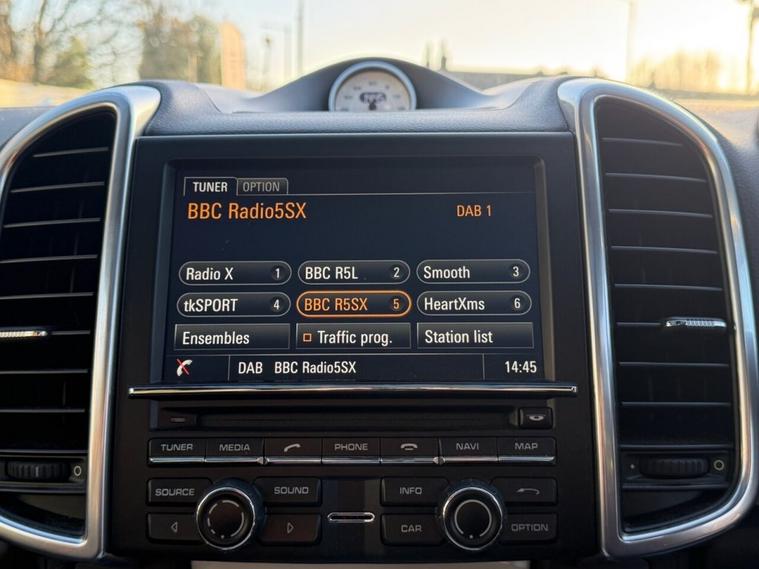 TUNER OPTION
BBC Radio5SX DAB 1
Radio X 1 BBC R5L 2 Smooth 3
tkSPORT 4 BBC R5SX 5 HeartXms 6
Ensembles Traffic prog. Station list
DAB BBC Radio5SX 14:45
TUNER MEDIA PHONE NAVI MAP
SOURCE SOUND INFO
CAR OPTION